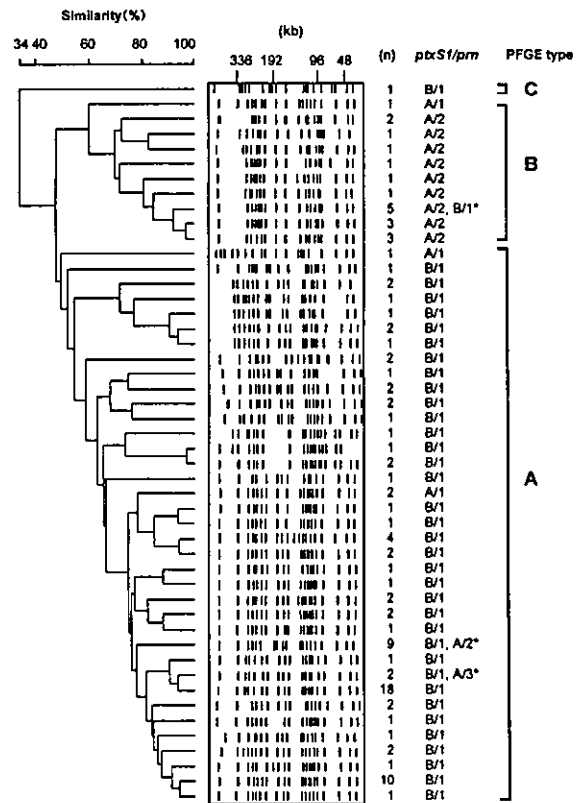 Similarity(%)
34 40 60 80 100
(kb)
336 192 96 48
(n) ptxS1/prn PFGE type
1 B/1 C
1 A/1
2 A/2
1 A/2
1 A/2
1 A/2 B
1 A/2
1 A/2
5 A/2, B/1*
3 A/2
3 A/2
1 A/1
1 B/1
2 B/1
1 B/1
1 B/1
2 B/1
1 B/1
2 B/1
1 B/1
2 B/1
2 B/1
1 B/1
1 B/1
1 B/1
2 B/1
1 B/1 A
2 A/1
1 B/1
1 B/1
4 B/1
2 B/1
1 B/1
1 B/1
2 B/1
2 B/1
1 B/1
9 B/1, A/2*
1 B/1
2 B/1, A/3*
18 B/1
2 B/1
1 B/1
1 B/1
2 B/1
1 B/1
10 B/1
1 B/1